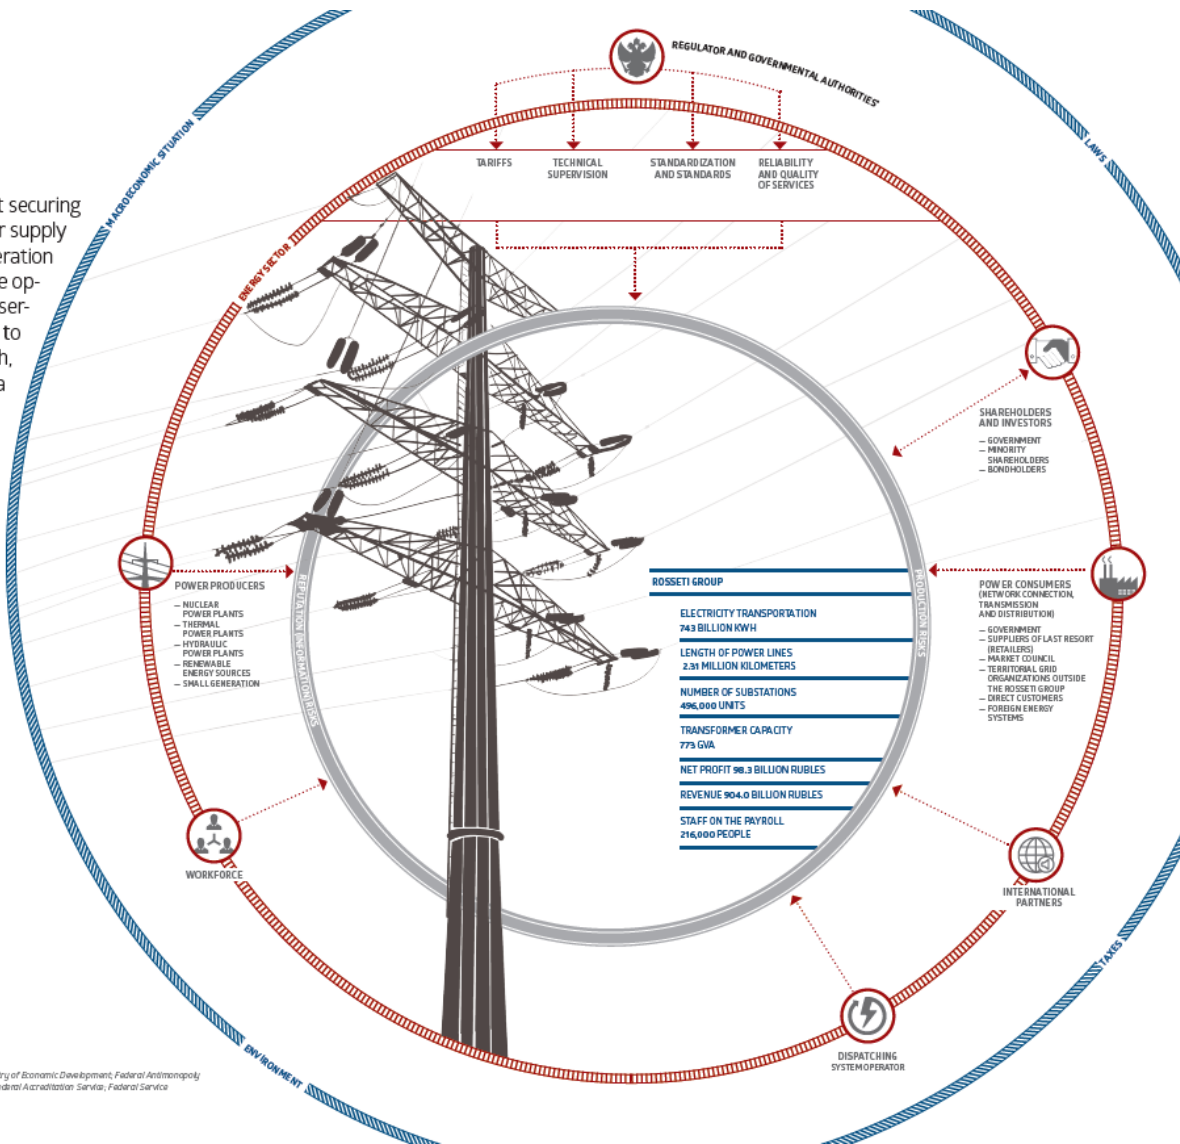 REGULATOR AND GOVERNMENTAL AUTHORITIES*
MACROECONOMIC SITUATION
LAWS
TARIFFS
TECHNICAL
SUPERVISION
STANDARDIZATION
AND STANDARDS
RELIABILITY
AND QUALITY
OF SERVICES
t securing
r supply
eration
e op-
ser-
to
h,
a
ENERGY SECTOR
SHAREHOLDERS
AND INVESTORS
— GOVERNMENT
— MINORITY
SHAREHOLDERS
— BONDHOLDERS
POWER PRODUCERS
— NUCLEAR
POWER PLANTS
— THERMAL
POWER PLANTS
— HYDRAULIC
POWER PLANTS
— RENEWABLE
ENERGY SOURCES
— SMALL GENERATION
REPUTATION (INFORMATION) RISKS
ROSSETI GROUP
ELECTRICITY TRANSPORTATION
743 BILLION KWH
LENGTH OF POWER LINES
2.31 MILLION KILOMETERS
NUMBER OF SUBSTATIONS
496,000 UNITS
TRANSFORMER CAPACITY
773 GVA
NET PROFIT 98.3 BILLION RUBLES
REVENUE 904.0 BILLION RUBLES
STAFF ON THE PAYROLL
216,000 PEOPLE
PRODUCTION RISKS
POWER CONSUMERS
(NETWORK CONNECTION,
TRANSMISSION
AND DISTRIBUTION)
— GOVERNMENT
— SUPPLIERS OF LAST RESORT
(RETAILERS)
— MARKET COUNCIL
— TERRITORIAL GRID
ORGANIZATIONS OUTSIDE
THE ROSSETI GROUP
— DIRECT CUSTOMERS
— FOREIGN ENERGY
SYSTEMS
WORKFORCE
INTERNATIONAL
PARTNERS
TAXES
DISPATCHING
SYSTEM OPERATOR
ENVIRONMENT
try of Economic Development; Federal Antimonopoly
ederal Accreditation Service; Federal Service